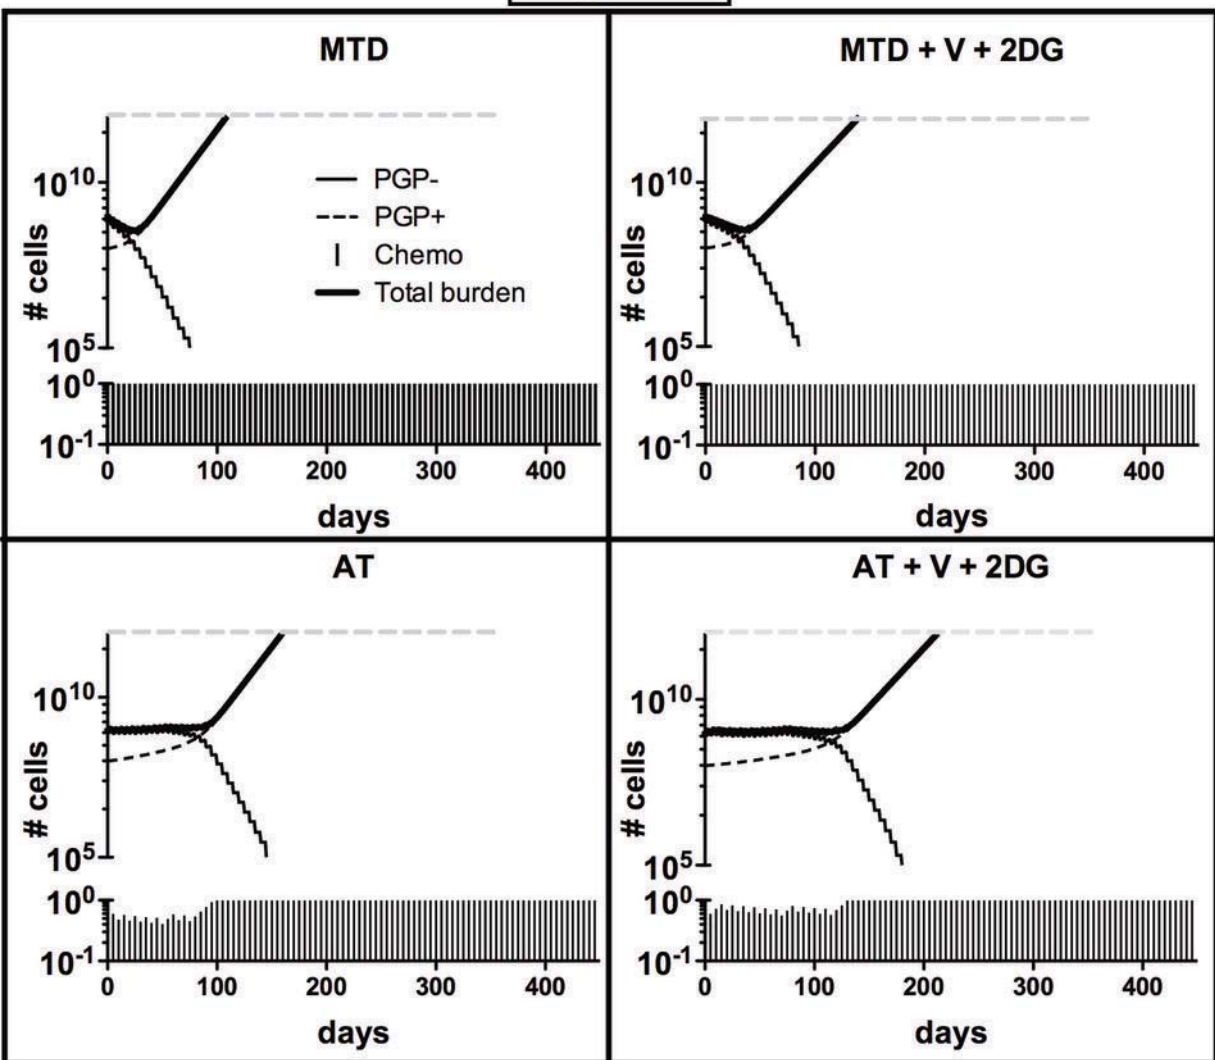 MTD
10^10
# cells
10^5
PGP-
PGP+
Chemo
Total burden
10^0
10^-1
0 100 200 300 400
days
MTD + V + 2DG
10^10
# cells
10^5
10^0
10^-1
0 100 200 300 400
days
AT
10^10
# cells
10^5
10^0
10^-1
0 100 200 300 400
days
AT + V + 2DG
10^10
# cells
10^5
10^0
10^-1
0 100 200 300 400
days